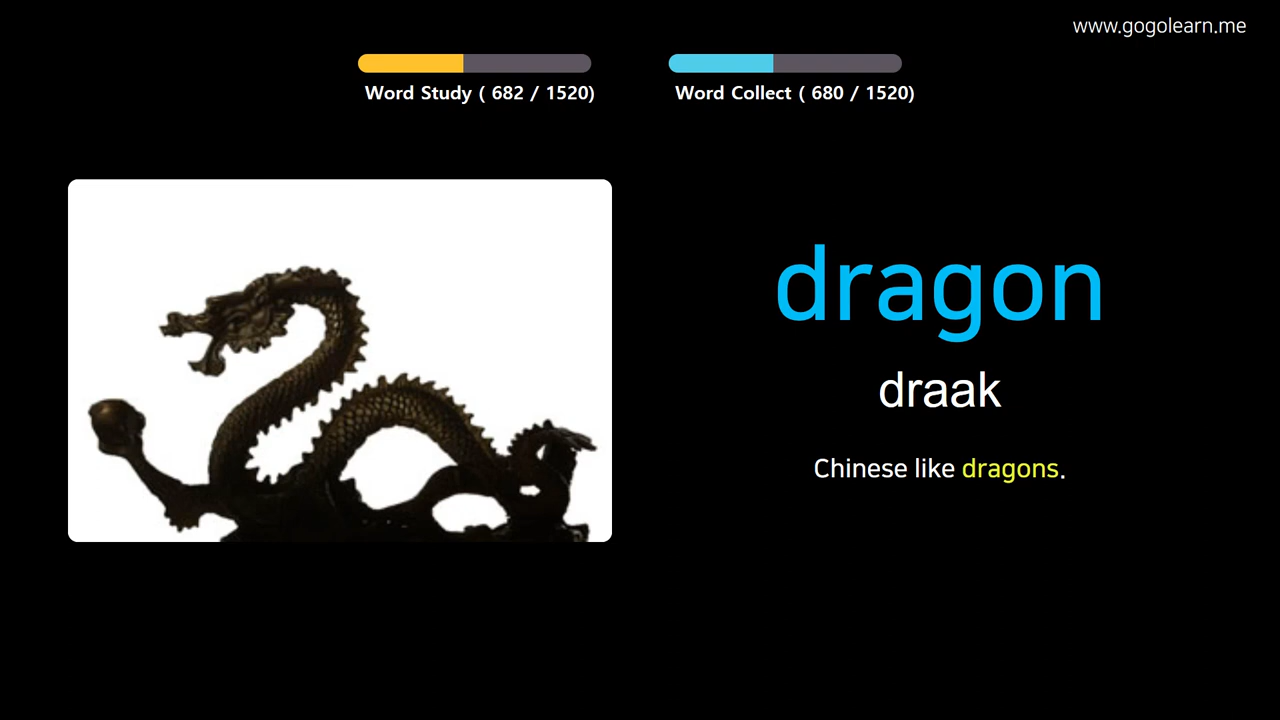 www.gogolearn.me
Word Study ( 682 / 1520)
Word Collect ( 680 / 1520)
dragon
draak
Chinese like dragons.